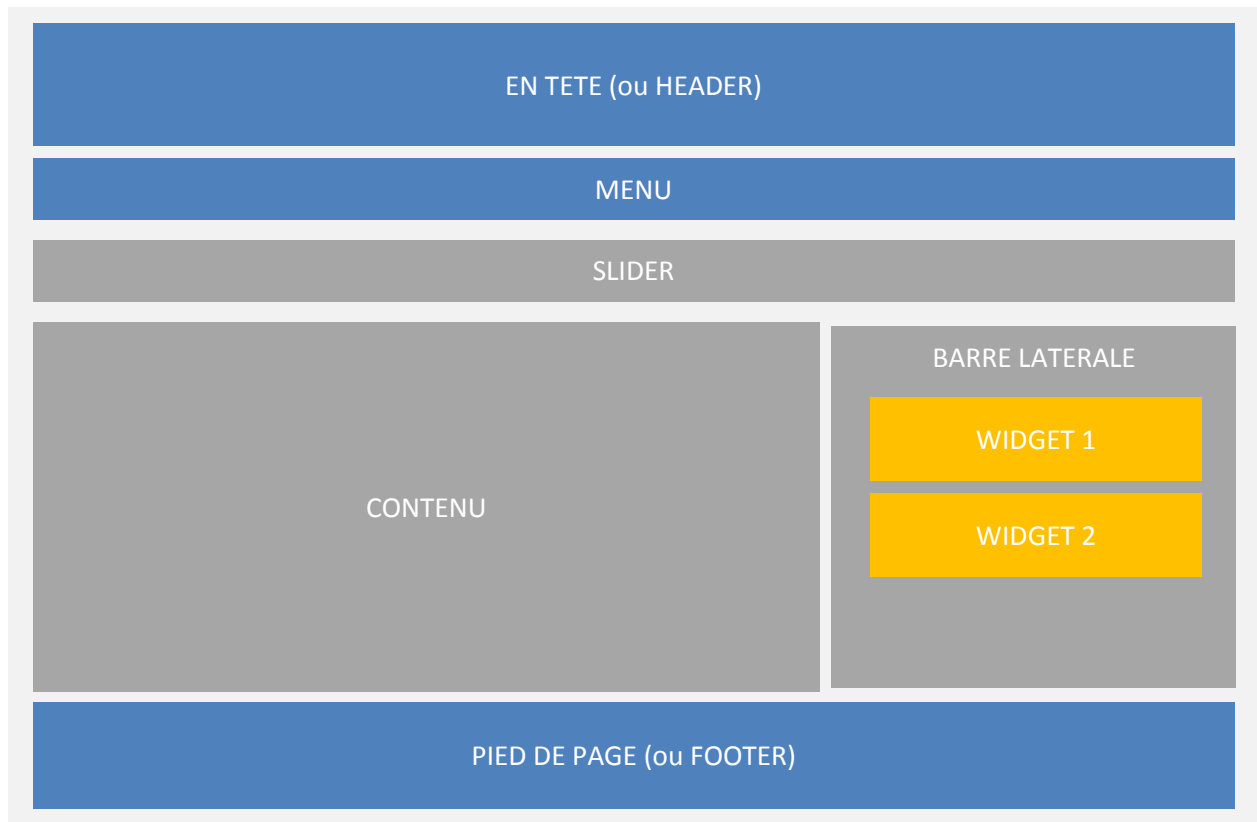 EN TETE (ou HEADER)
MENU
SLIDER
CONTENU
BARRE LATERALE
WIDGET 1
WIDGET 2
PIED DE PAGE (ou FOOTER)